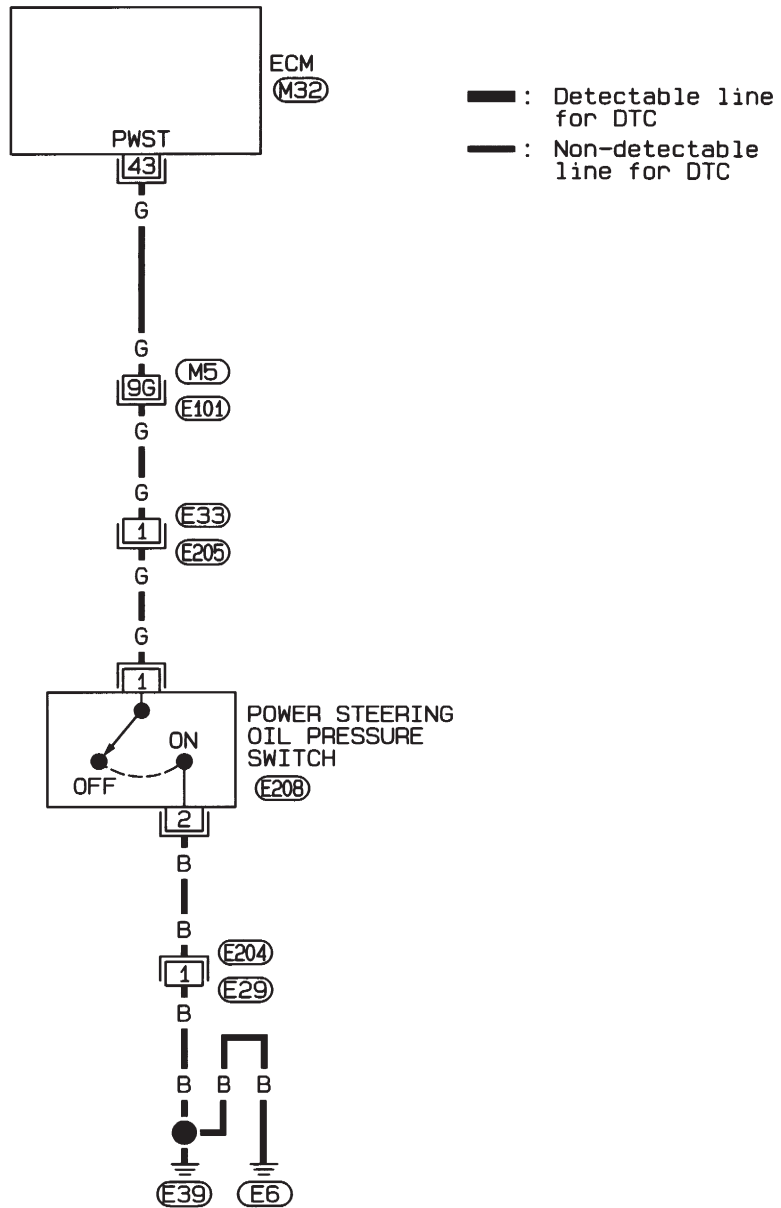 ECM
M32
PWST
43
: Detectable line
for DTC
: Non-detectable
line for DTC
G
G
9G
M5
E101
G
G
1
E33
E205
G
G
1
POWER STEERING
OIL PRESSURE
SWITCH
E208
ON
OFF
2
B
B
1
E204
E29
B
B B B
E39 E6